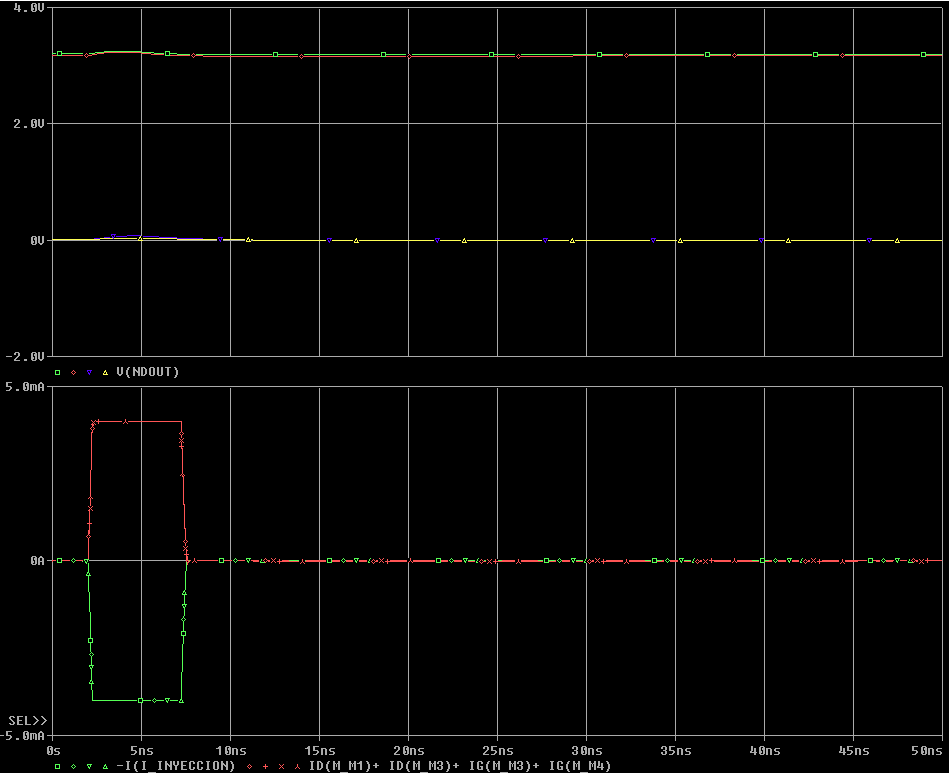 4.0V
2.0V
0V
-2.0V
V(NDOUT)
5.0mA
0A
SEL>>
-5.0mA
0s 5ns 10ns 15ns 20ns 25ns 30ns 35ns 40ns 45ns 50ns
-I(I_INYECCION) ID(M_M1)+ ID(M_M3)+ IG(M_M3)+ IG(M_M4)